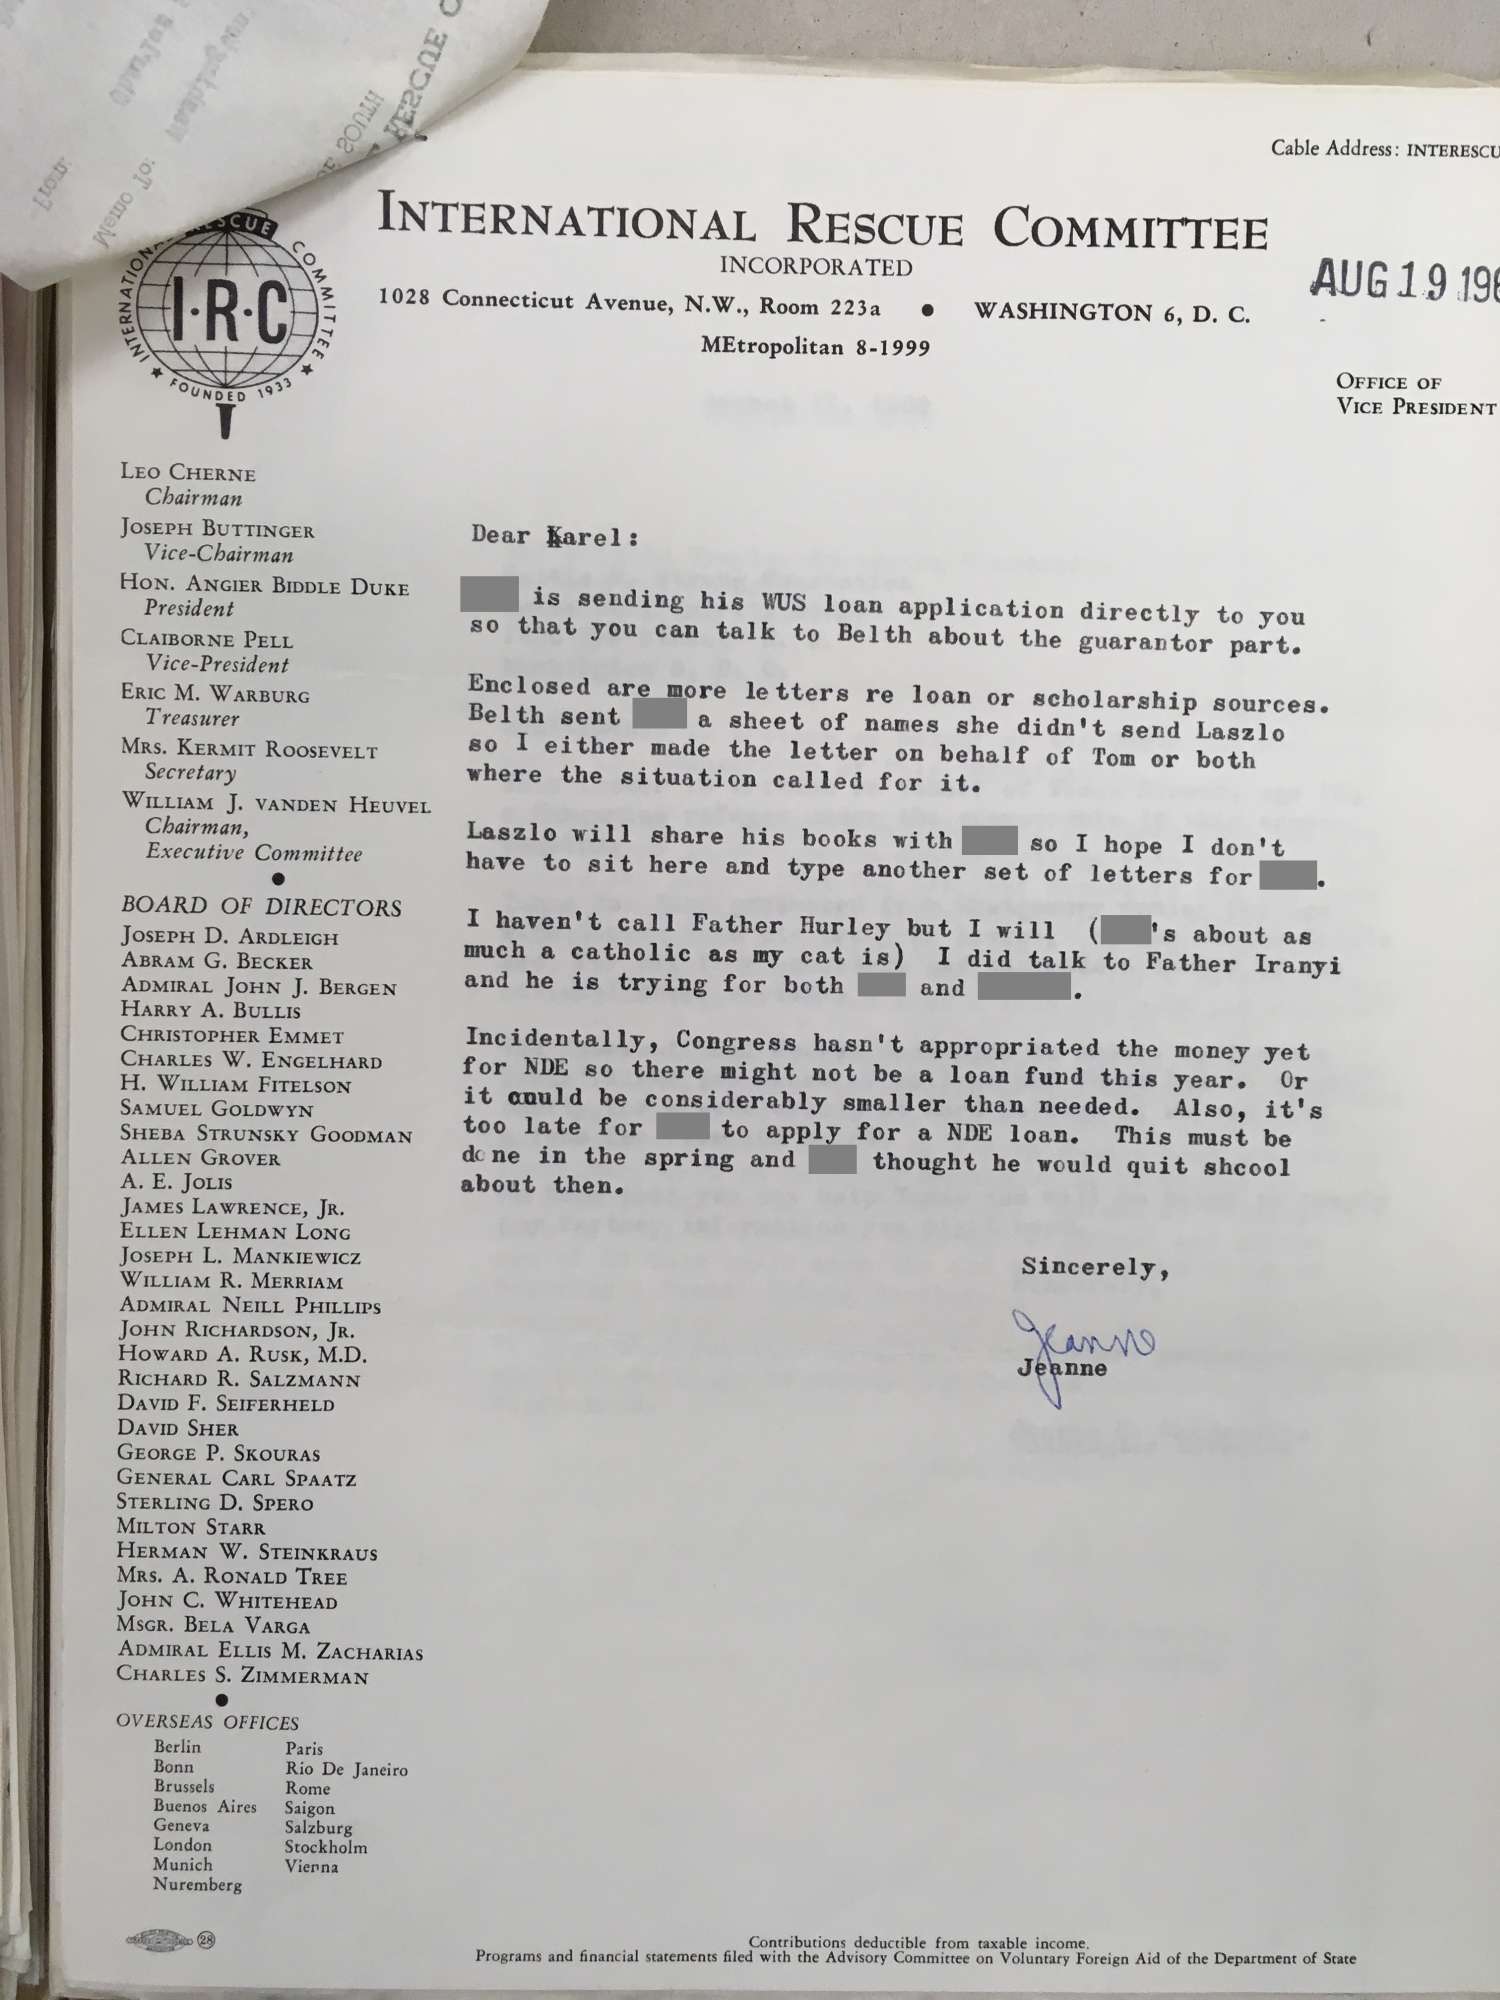 Cable Address: INTERESCU
INTERNATIONAL RESCUE COMMITTEE
INCORPORATED
1028 Connecticut Avenue, N.W., Room 223a • WASHINGTON 6, D. C.
MEtropolitan 8-1999
AUG 19 196
OFFICE OF
VICE PRESIDENT
INTERNATIONAL RESCUE COMMITTEE
I·R·C
★ FOUNDED 1933 ★
LEO CHERNE
Chairman
JOSEPH BUTTINGER
Vice-Chairman
HON. ANGIER BIDDLE DUKE
President
CLAIBORNE PELL
Vice-President
ERIC M. WARBURG
Treasurer
MRS. KERMIT ROOSEVELT
Secretary
WILLIAM J. VANDEN HEUVEL
Chairman,
Executive Committee
•
BOARD OF DIRECTORS
JOSEPH D. ARDLEIGH
ABRAM G. BECKER
ADMIRAL JOHN J. BERGEN
HARRY A. BULLIS
CHRISTOPHER EMMET
CHARLES W. ENGELHARD
H. WILLIAM FITELSON
SAMUEL GOLDWYN
SHEBA STRUNSKY GOODMAN
ALLEN GROVER
A. E. JOLIS
JAMES LAWRENCE, JR.
ELLEN LEHMAN LONG
JOSEPH L. MANKIEWICZ
WILLIAM R. MERRIAM
ADMIRAL NEILL PHILLIPS
JOHN RICHARDSON, JR.
HOWARD A. RUSK, M.D.
RICHARD R. SALZMANN
DAVID F. SEIFERHELD
DAVID SHER
GEORGE P. SKOURAS
GENERAL CARL SPAATZ
STERLING D. SPERO
MILTON STARR
HERMAN W. STEINKRAUS
MRS. A. RONALD TREE
JOHN C. WHITEHEAD
MSGR. BELA VARGA
ADMIRAL ELLIS M. ZACHARIAS
CHARLES S. ZIMMERMAN
•
OVERSEAS OFFICES
Berlin Paris
Bonn Rio De Janeiro
Brussels Rome
Buenos Aires Saigon
Geneva Salzburg
London Stockholm
Munich Vienna
Nuremberg
Dear Karel:
is sending his WUS loan application directly to you
so that you can talk to Belth about the guarantor part.
Enclosed are more letters re loan or scholarship sources.
Belth sent a sheet of names she didn't send Laszlo
so I either made the letter on behalf of Tom or both
where the situation called for it.
Laszlo will share his books with so I hope I don't
have to sit here and type another set of letters for .
I haven't call Father Hurley but I will ( 's about as
much a catholic as my cat is) I did talk to Father Iranyi
and he is trying for both and .
Incidentally, Congress hasn't appropriated the money yet
for NDE so there might not be a loan fund this year. Or
it could be considerably smaller than needed. Also, it's
too late for to apply for a NDE loan. This must be
done in the spring and thought he would quit shcool
about then.
Sincerely,
Jeanne
Jeanne
28
Contributions deductible from taxable income.
Programs and financial statements filed with the Advisory Committee on Voluntary Foreign Aid of the Department of State